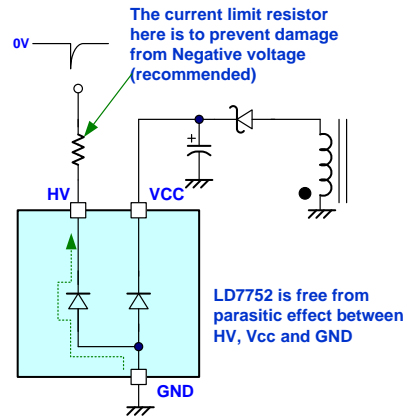 The current limit resistor
here is to prevent damage
from Negative voltage
(recommended)
0V
+
HV
VCC
LD7752 is free from
parasitic effect between
HV, Vcc and GND
GND